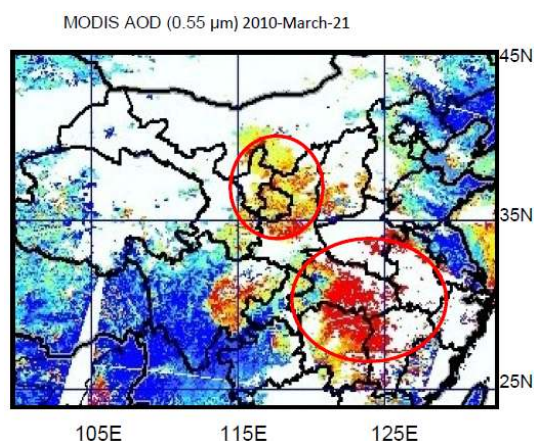 MODIS AOD (0.55 µm) 2010-March-21
45N
35N
25N
105E
115E
125E